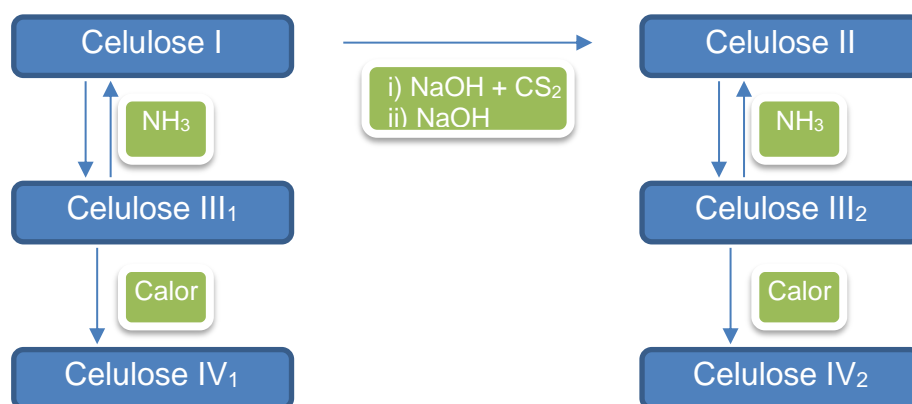 Celulose I
Celulose II
i) NaOH + CS₂
ii) NaOH
NH₃
NH₃
Celulose III₁
Celulose III₂
Calor
Calor
Celulose IV₁
Celulose IV₂